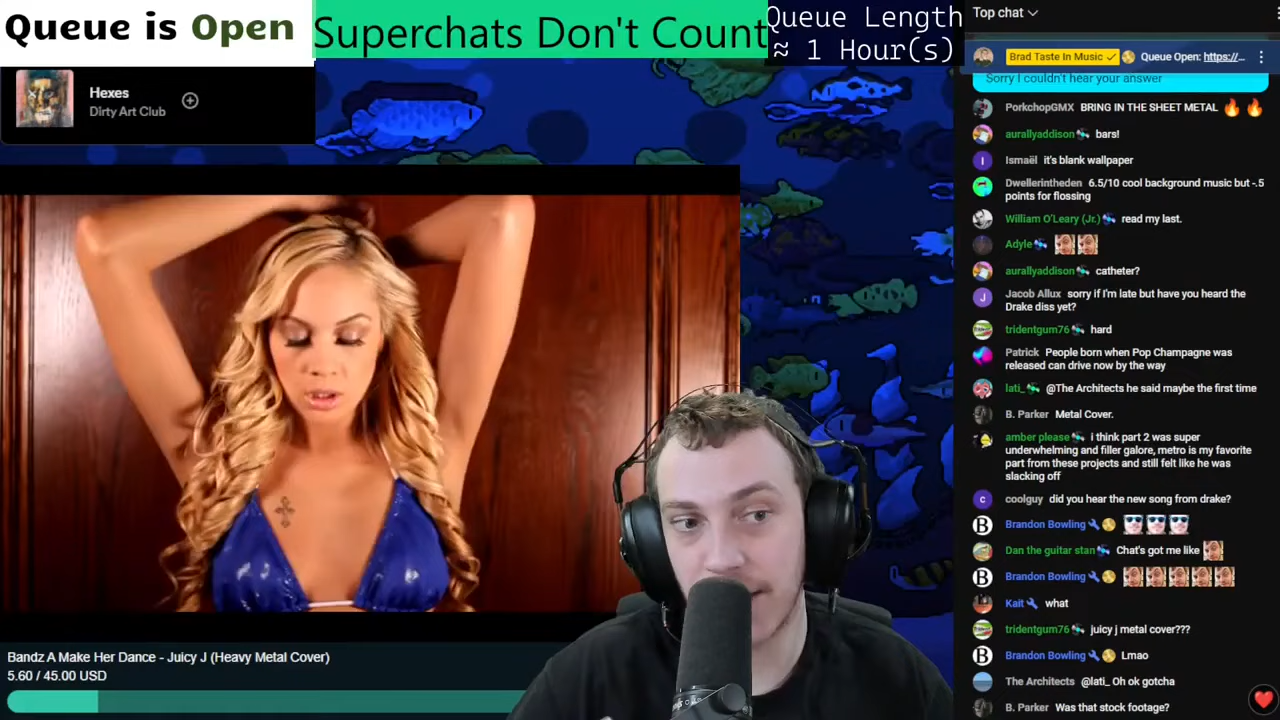 Queue is Open
Superchats Don't Count
Queue Length
≈ 1 Hour(s)
Hexes
Dirty Art Club
Bandz A Make Her Dance - Juicy J (Heavy Metal Cover)
5.60 / 45.00 USD
Top chat
Brad Taste In Music Queue Open: https://...
Sorry I couldn't hear your answer
PorkchopGMX BRING IN THE SHEET METAL
aurallyaddison bars!
Ismaël it's blank wallpaper
Dwellerintheden 6.5/10 cool background music but -.5
points for flossing
William O'Leary (Jr.) read my last.
Adyle
aurallyaddison catheter?
Jacob Allux sorry if I'm late but have you heard the
Drake diss yet?
tridentgum76 hard
Patrick People born when Pop Champagne was
released can drive now by the way
lati_ @The Architects he said maybe the first time
B. Parker Metal Cover.
amber please i think part 2 was super
underwhelming and filler galore, metro is my favorite
part from these projects and still felt like he was
slacking off
coolguy did you hear the new song from drake?
Brandon Bowling
Dan the guitar stan Chat's got me like
Brandon Bowling
Kait what
tridentgum76 juicy j metal cover???
Brandon Bowling Lmao
The Architects @lati_ Oh ok gotcha
B. Parker Was that stock footage?